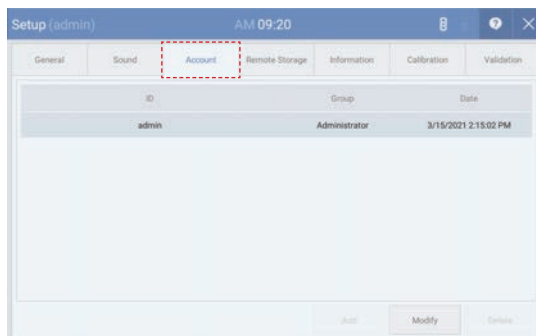 Setup (admin) AM 09:20
General Sound Account Remote Storage Information Calibration Validation
ID Group Date
admin Administrator 3/15/2021 2:15:02 PM
Add Modify Delete